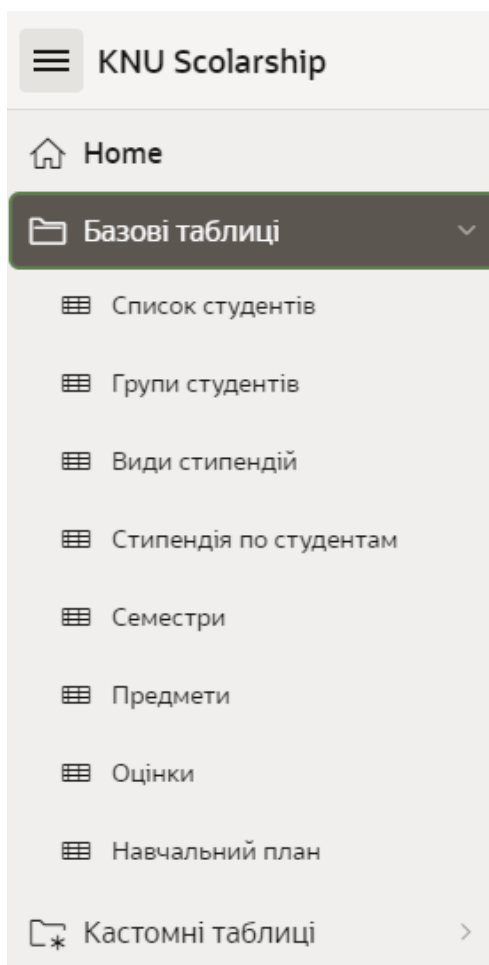 KNU Scolarship
Home
Базові таблиці
Список студентів
Групи студентів
Види стипендій
Стипендія по студентам
Семестри
Предмети
Оцінки
Навчальний план
Кастомні таблиці